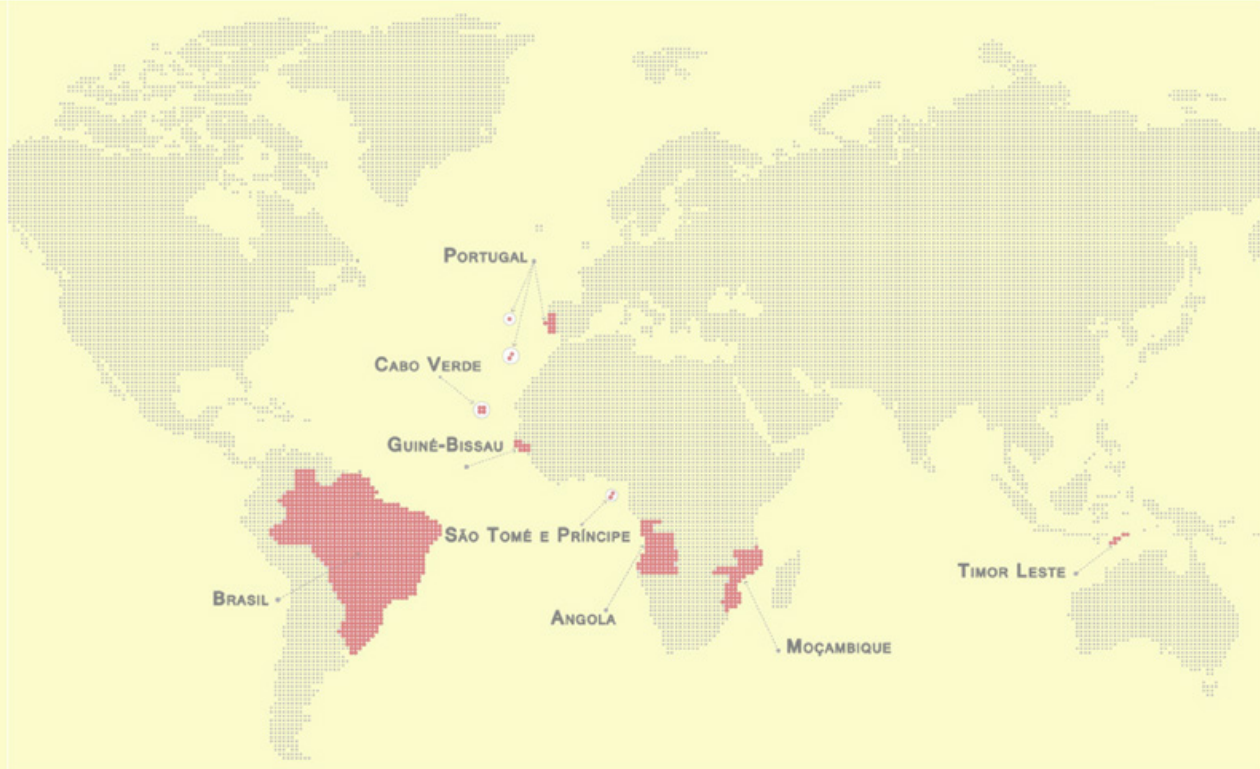 Portugal
Cabo Verde
Guiné-Bissau
São Tomé e Príncipe
Brasil
Angola
Moçambique
Timor Leste